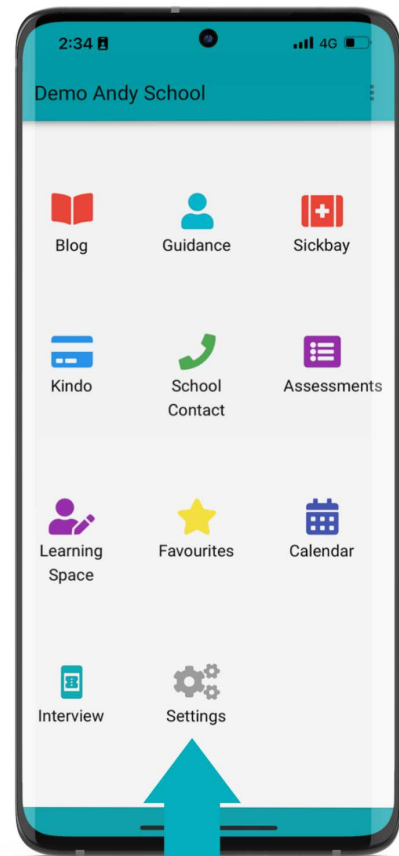 2:34 4G
Demo Andy School
Blog Guidance Sickbay
Kindo School Contact Assessments
Learning Space Favourites Calendar
Interview Settings